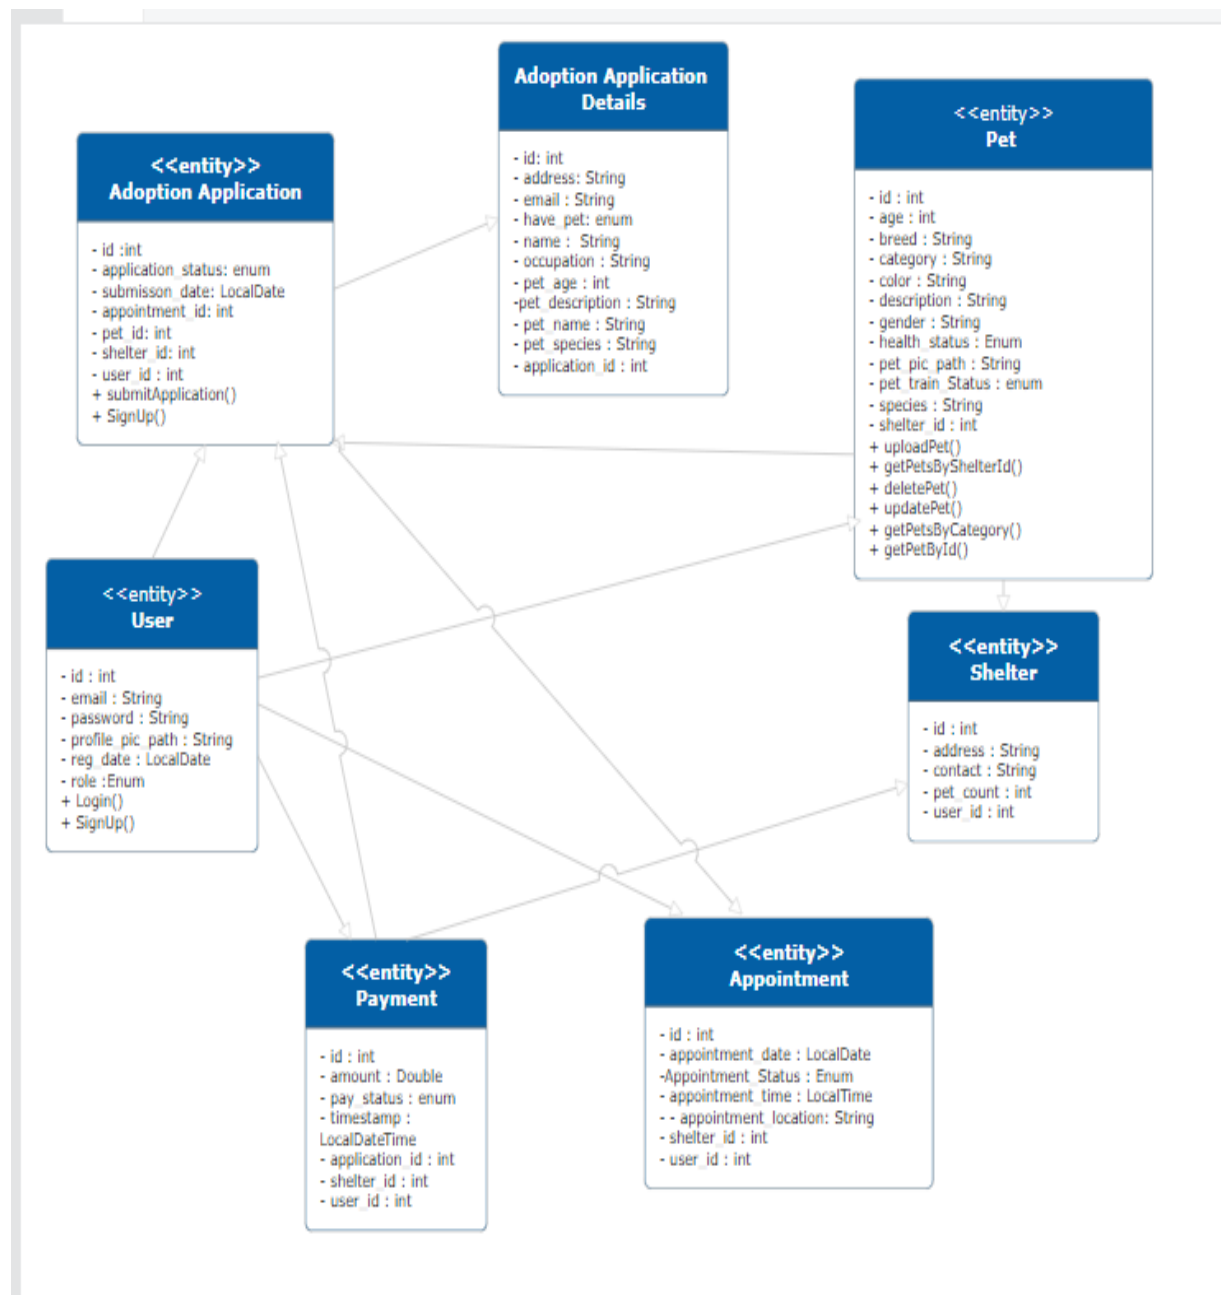 <<entity>>
Adoption Application
- id :int
- application_status: enum
- submisson_date: LocalDate
- appointment_id: int
- pet_id: int
- shelter_id: int
- user_id : int
+ submitApplication()
+ SignUp()
Adoption Application
Details
- id: int
- address: String
- email : String
- have_pet: enum
- name : String
- occupation : String
- pet_age : int
-pet_description : String
- pet_name : String
- pet_species : String
- application_id : int
<<entity>>
Pet
- id : int
- age : int
- breed : String
- category : String
- color : String
- description : String
- gender : String
- health_status : Enum
- pet_pic_path : String
- pet_train_Status : enum
- species : String
- shelter_id : int
+ uploadPet()
+ getPetsByShelterId()
+ deletePet()
+ updatePet()
+ getPetsByCategory()
+ getPetById()
<<entity>>
User
- id : int
- email : String
- password : String
- profile_pic_path : String
- reg_date : LocalDate
- role :Enum
+ Login()
+ SignUp()
<<entity>>
Shelter
- id : int
- address : String
- contact : String
- pet_count : int
- user_id : int
<<entity>>
Payment
- id : int
- amount : Double
- pay_status : enum
- timestamp :
LocalDateTime
- application_id : int
- shelter_id : int
- user_id : int
<<entity>>
Appointment
- id : int
- appointment_date : LocalDate
-Appointment_Status : Enum
- appointment_time : LocalTime
- - appointment_location: String
- shelter_id : int
- user_id : int